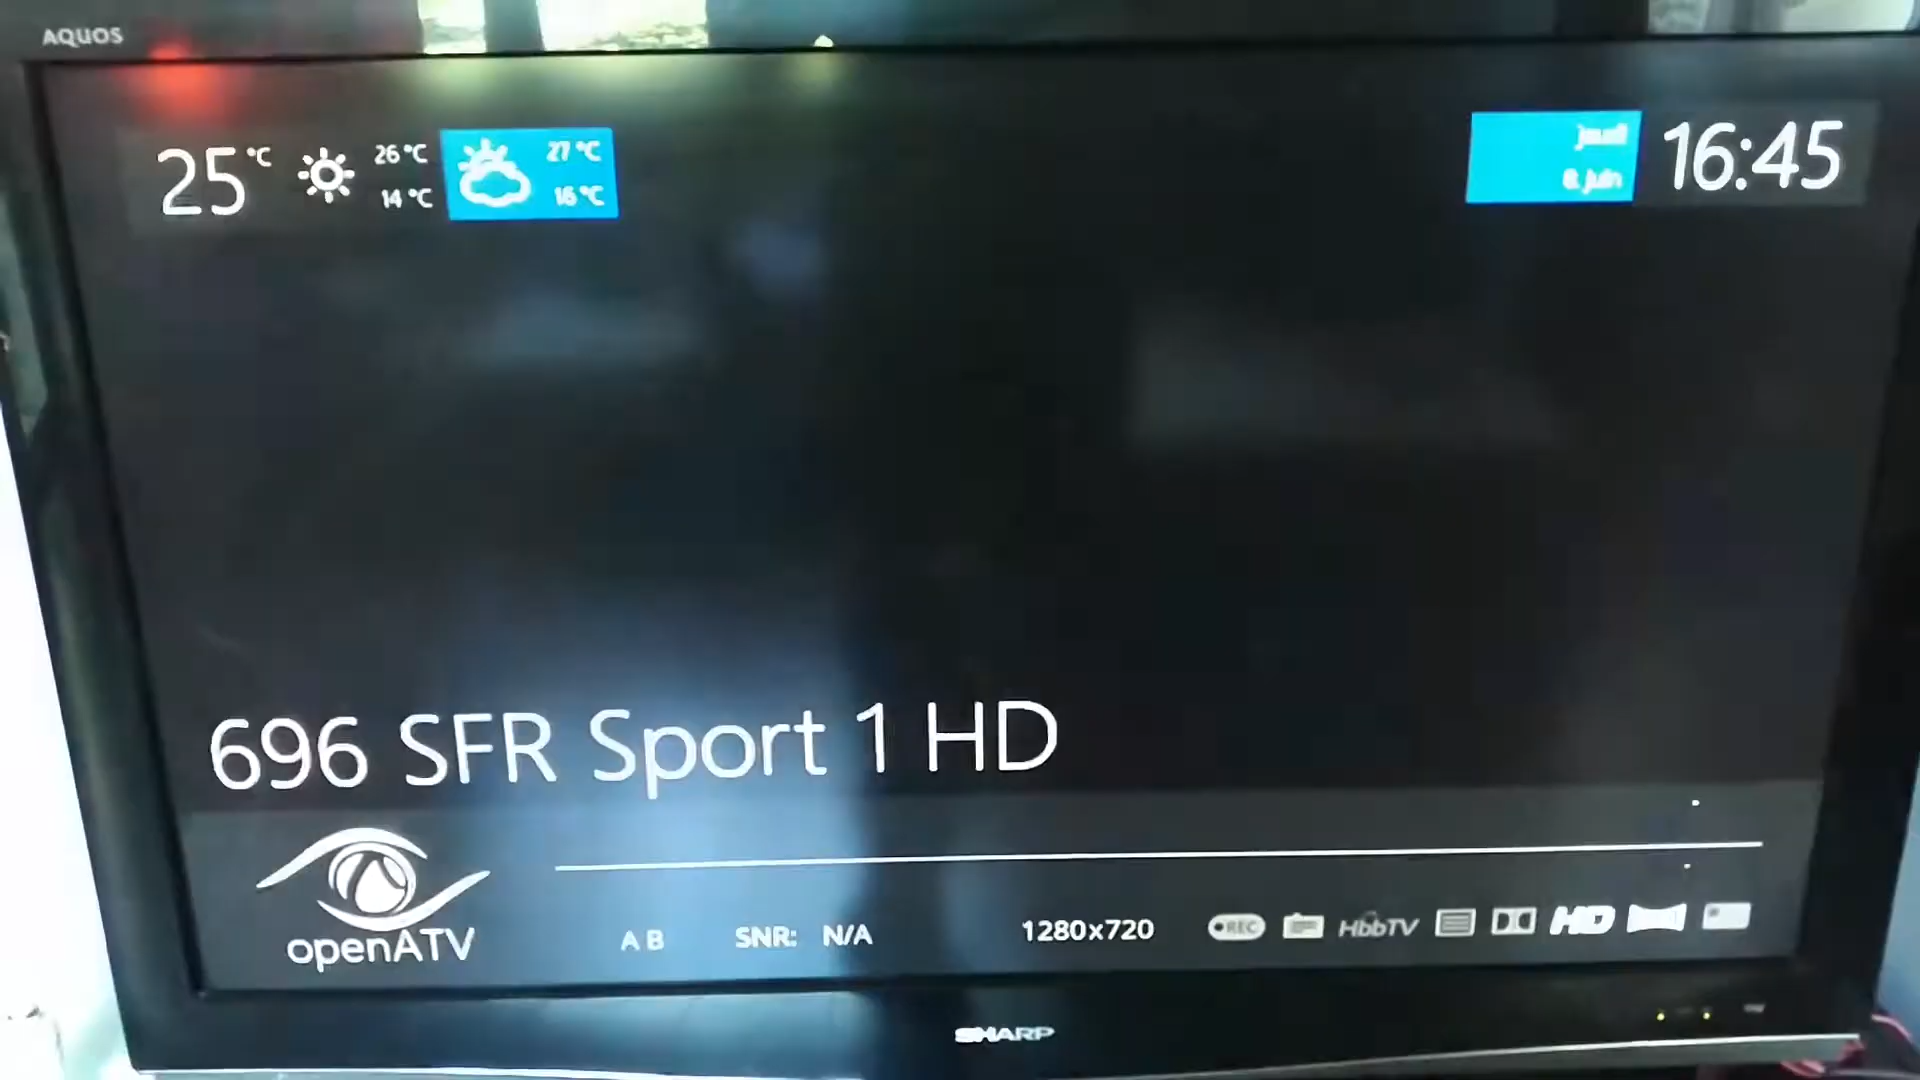 AQUOS
25°C
26°C
14°C
27°C
16°C
jeudi
8 juin
16:45
696 SFR Sport 1 HD
openATV
A B
SNR: N/A
1280x720
REC
HbbTV
HD
SHARP